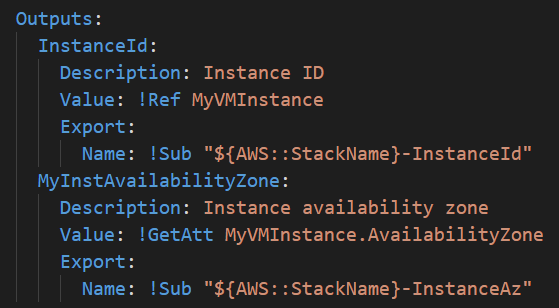 Outputs:
  InstanceId:
    Description: Instance ID
    Value: !Ref MyVMInstance
    Export:
      Name: !Sub "${AWS::StackName}-InstanceId"
  MyInstAvailabilityZone:
    Description: Instance availability zone
    Value: !GetAtt MyVMInstance.AvailabilityZone
    Export:
      Name: !Sub "${AWS::StackName}-InstanceAz"